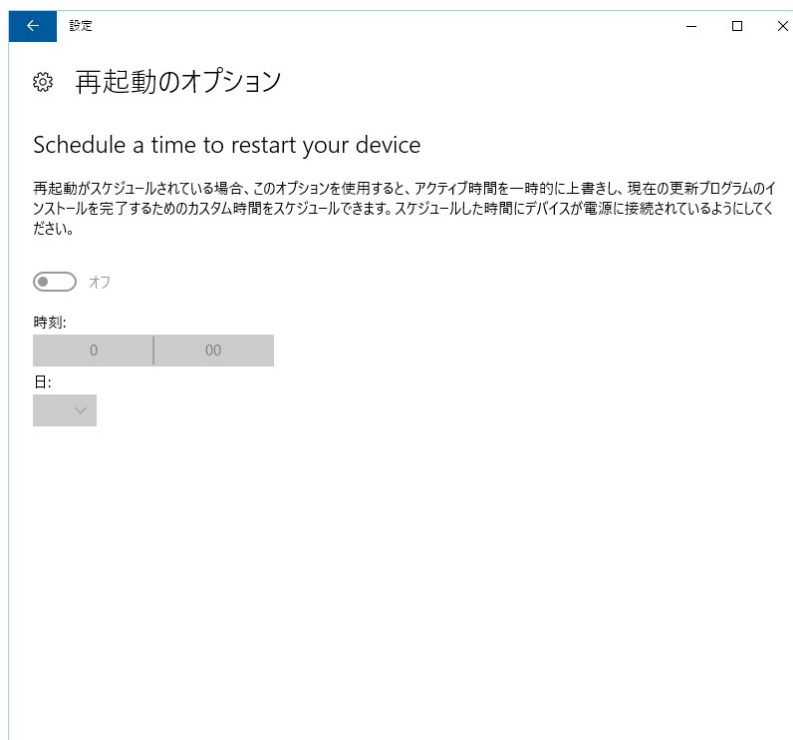 設定
再起動のオプション
Schedule a time to restart your device
再起動がスケジュールされている場合、このオプションを使用すると、アクティブ時間を一時的に上書きし、現在の更新プログラムのイ
ンストールを完了するためのカスタム時間をスケジュールできます。スケジュールした時間にデバイスが電源に接続されているようにしてく
ださい。
オフ
時刻:
0 00
日: